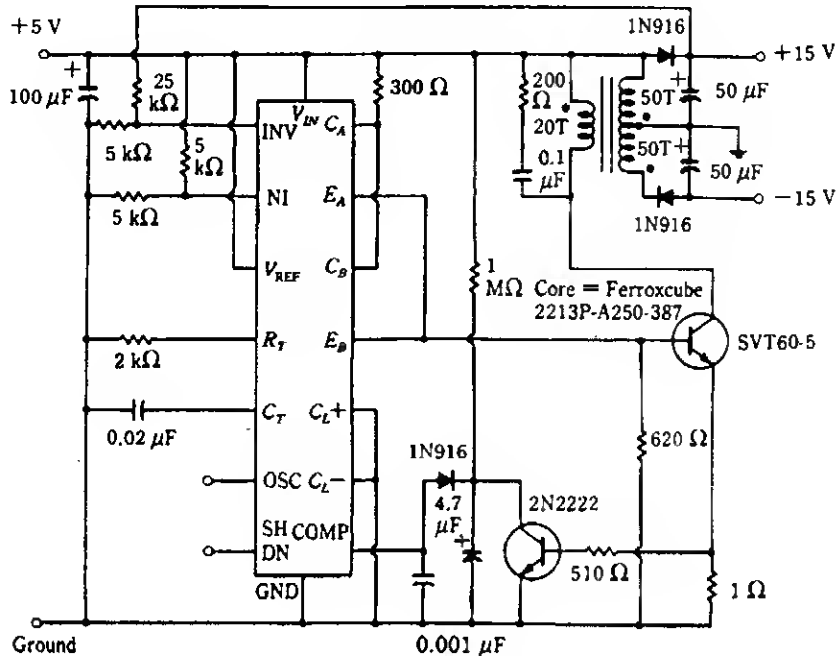 +5 V
1N916
+15 V
25
kΩ
100 μF
300 Ω
200
Ω
50T
50 μF
20T
V_IN
INV
C_A
5 kΩ
5
kΩ
50T
0.1
μF
50 μF
NI
E_A
5 kΩ
−15 V
1N916
V_REF
C_B
1
MΩ
Core = Ferroxcube
2213P-A250-387
R_T
E_B
SVT60-5
2 kΩ
C_T
C_L+
0.02 μF
620 Ω
1N916
OSC
C_L−
4.7
μF
2N2222
SH
DN
COMP
510 Ω
1 Ω
GND
Ground
0.001 μF